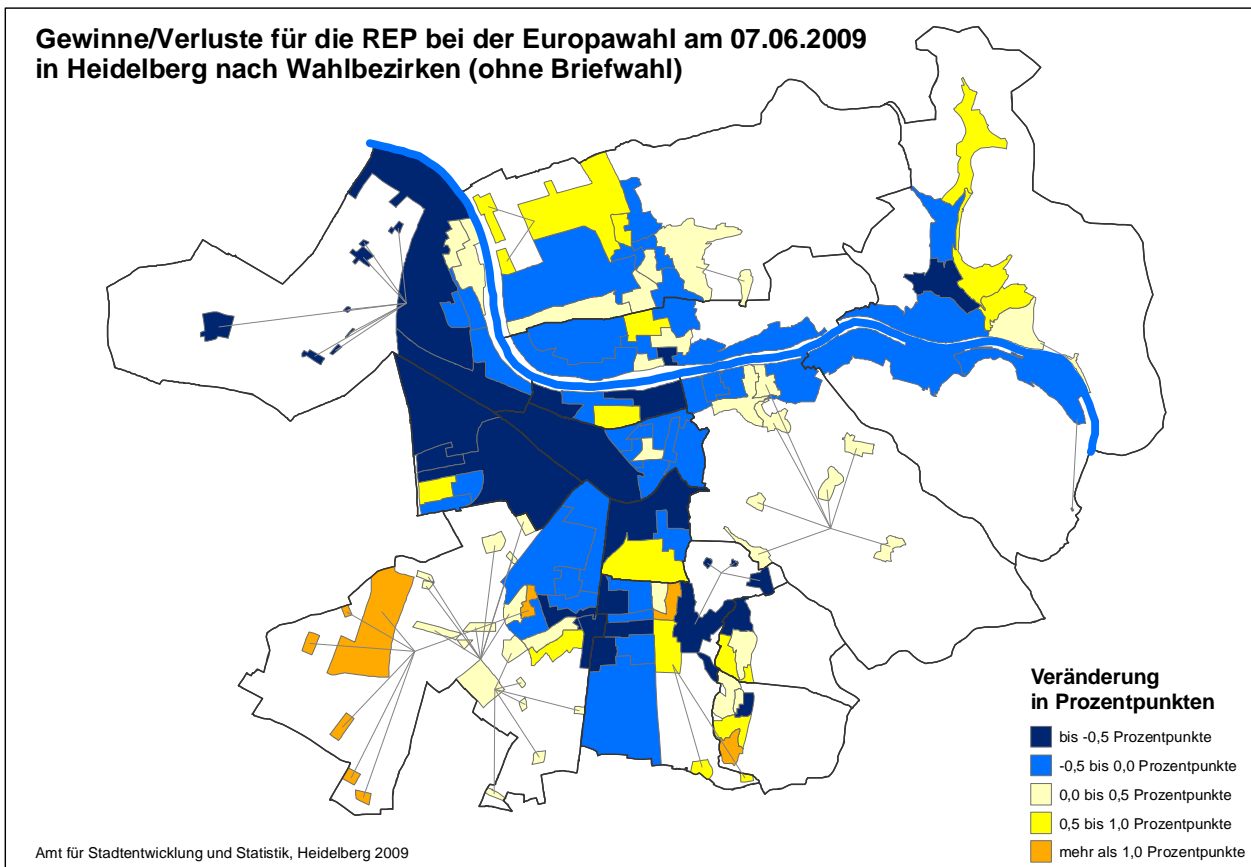 Gewinne/Verluste für die REP bei der Europawahl am 07.06.2009
in Heidelberg nach Wahlbezirken (ohne Briefwahl)
Veränderung
in Prozentpunkten
bis -0,5 Prozentpunkte
-0,5 bis 0,0 Prozentpunkte
0,0 bis 0,5 Prozentpunkte
0,5 bis 1,0 Prozentpunkte
mehr als 1,0 Prozentpunkte
Amt für Stadtentwicklung und Statistik, Heidelberg 2009